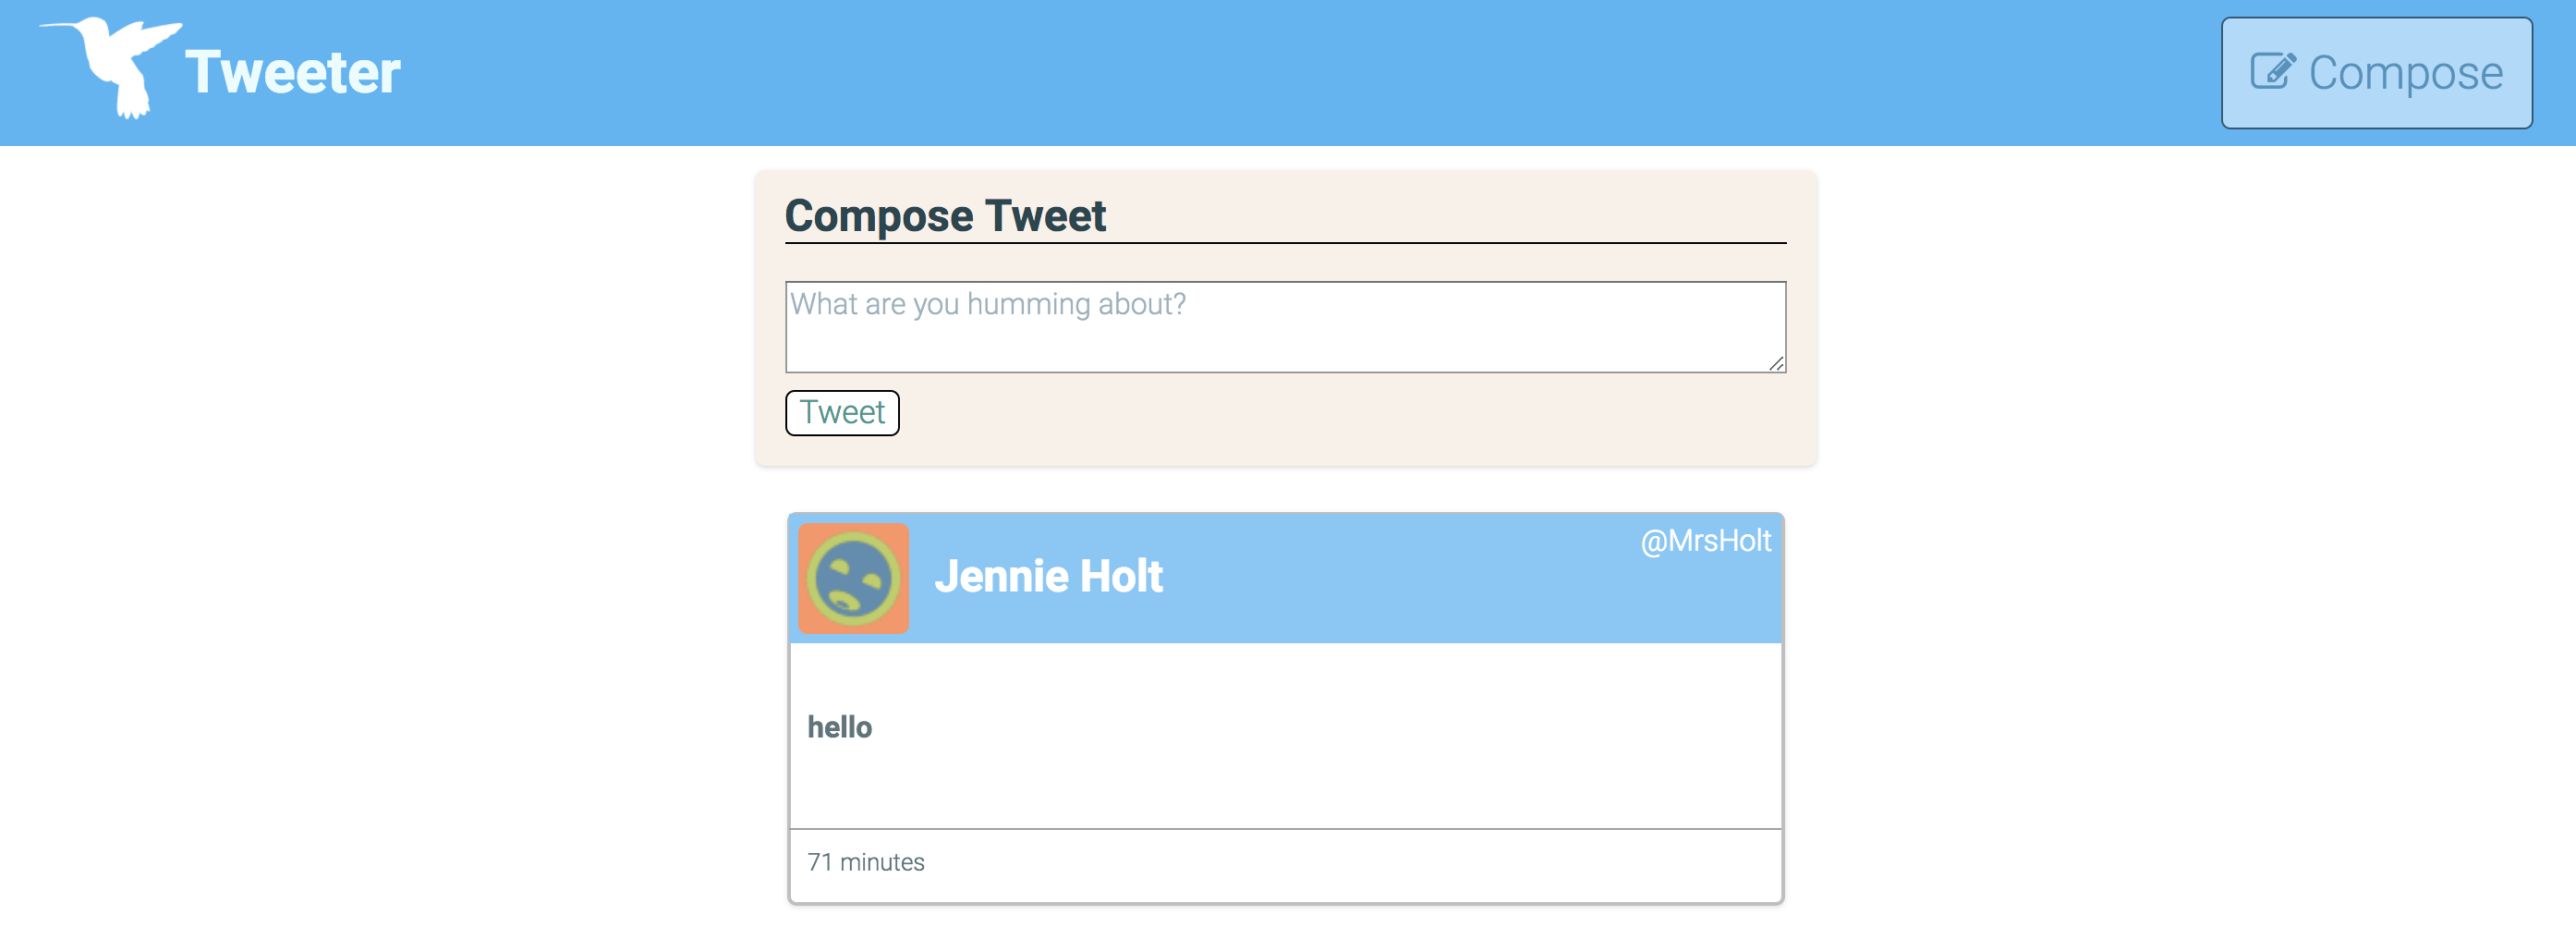 Tweeter
Compose
Compose Tweet
What are you humming about?
Tweet
Jennie Holt
@MrsHolt
hello
71 minutes